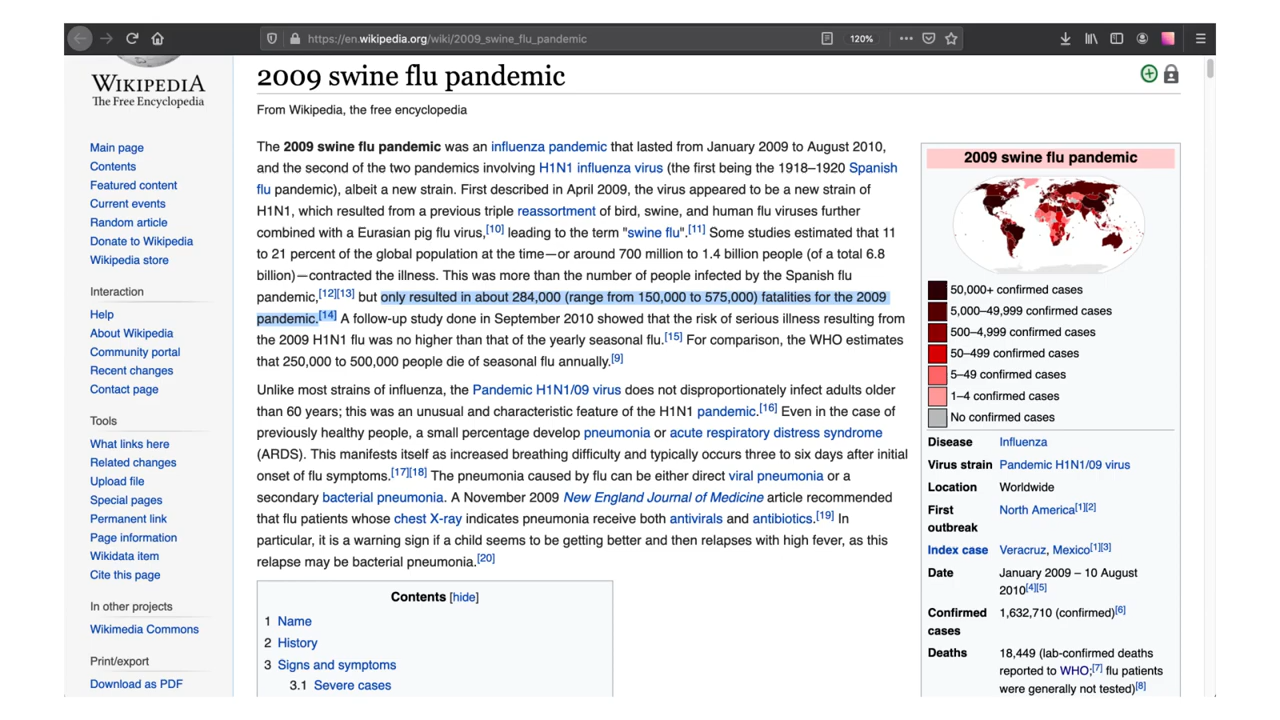 https://en.wikipedia.org/wiki/2009_swine_flu_pandemic
120%
WIKIPEDIA
The Free Encyclopedia
Main page
Contents
Featured content
Current events
Random article
Donate to Wikipedia
Wikipedia store
Interaction
Help
About Wikipedia
Community portal
Recent changes
Contact page
Tools
What links here
Related changes
Upload file
Special pages
Permanent link
Page information
Wikidata item
Cite this page
In other projects
Wikimedia Commons
Print/export
Download as PDF
2009 swine flu pandemic
From Wikipedia, the free encyclopedia
The 2009 swine flu pandemic was an influenza pandemic that lasted from January 2009 to August 2010,
and the second of the two pandemics involving H1N1 influenza virus (the first being the 1918–1920 Spanish
flu pandemic), albeit a new strain. First described in April 2009, the virus appeared to be a new strain of
H1N1, which resulted from a previous triple reassortment of bird, swine, and human flu viruses further
combined with a Eurasian pig flu virus,[10] leading to the term "swine flu".[11] Some studies estimated that 11
to 21 percent of the global population at the time—or around 700 million to 1.4 billion people (of a total 6.8
billion)—contracted the illness. This was more than the number of people infected by the Spanish flu
pandemic,[12][13] but only resulted in about 284,000 (range from 150,000 to 575,000) fatalities for the 2009
pandemic.[14] A follow-up study done in September 2010 showed that the risk of serious illness resulting from
the 2009 H1N1 flu was no higher than that of the yearly seasonal flu.[15] For comparison, the WHO estimates
that 250,000 to 500,000 people die of seasonal flu annually.[9]
Unlike most strains of influenza, the Pandemic H1N1/09 virus does not disproportionately infect adults older
than 60 years; this was an unusual and characteristic feature of the H1N1 pandemic.[16] Even in the case of
previously healthy people, a small percentage develop pneumonia or acute respiratory distress syndrome
(ARDS). This manifests itself as increased breathing difficulty and typically occurs three to six days after initial
onset of flu symptoms.[17][18] The pneumonia caused by flu can be either direct viral pneumonia or a
secondary bacterial pneumonia. A November 2009 New England Journal of Medicine article recommended
that flu patients whose chest X-ray indicates pneumonia receive both antivirals and antibiotics.[19] In
particular, it is a warning sign if a child seems to be getting better and then relapses with high fever, as this
relapse may be bacterial pneumonia.[20]
Contents [hide]
1 Name
2 History
3 Signs and symptoms
3.1 Severe cases
2009 swine flu pandemic
50,000+ confirmed cases
5,000–49,999 confirmed cases
500–4,999 confirmed cases
50–499 confirmed cases
5–49 confirmed cases
1–4 confirmed cases
No confirmed cases
Disease Influenza
Virus strain Pandemic H1N1/09 virus
Location Worldwide
First North America[1][2]
outbreak
Index case Veracruz, Mexico[1][3]
Date January 2009 – 10 August
2010[4][5]
Confirmed 1,632,710 (confirmed)[6]
cases
Deaths 18,449 (lab-confirmed deaths
reported to WHO;[7] flu patients
were generally not tested)[8]